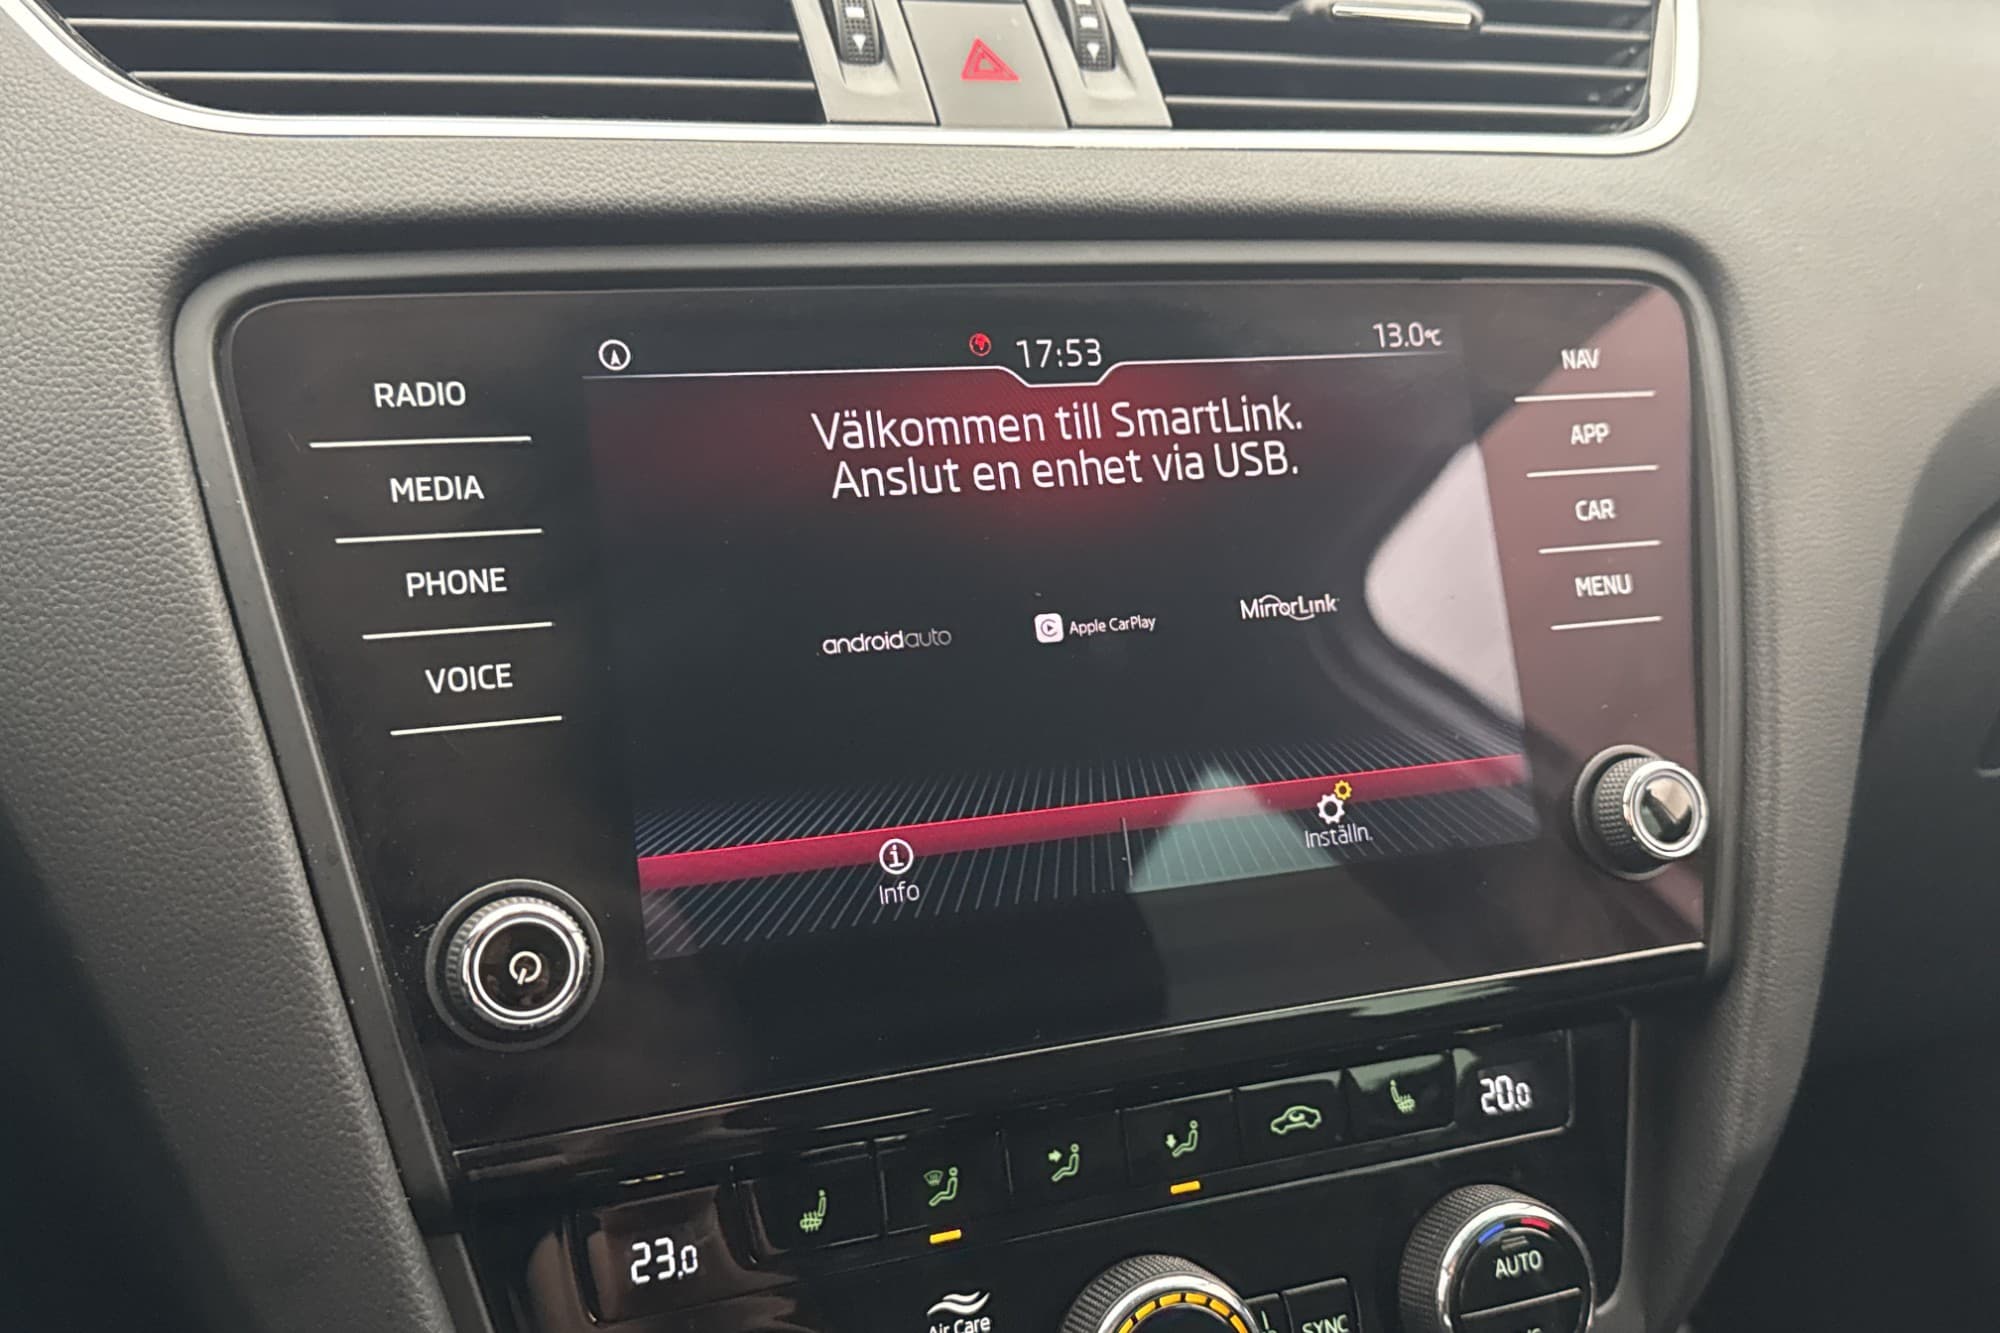 RADIO
MEDIA
PHONE
VOICE
17:53
13.0°C
Välkommen till SmartLink.
Anslut en enhet via USB.
androidauto
Apple CarPlay
MirrorLink
Info
Inställn.
NAV
APP
CAR
MENU
23.0
20.0
Air Care
SYNC
AUTO